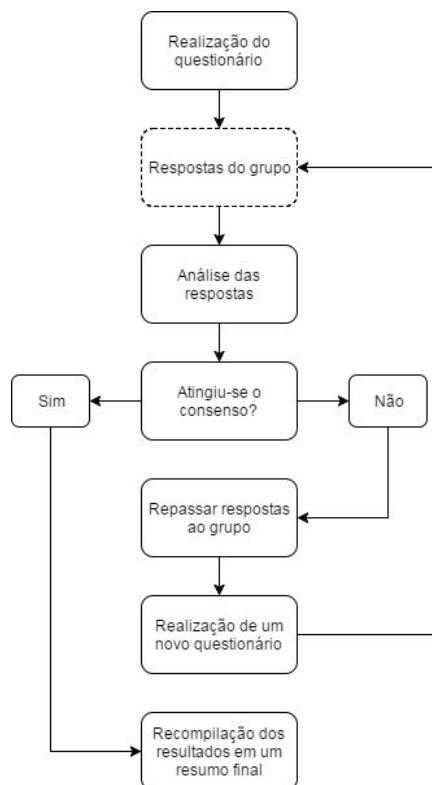 Realização do
questionário
Respostas do grupo
Análise das
respostas
Atingiu-se o
consenso?
Sim
Não
Repassar respostas
ao grupo
Realização de um
novo questionário
Recompilação dos
resultados em um
resumo final